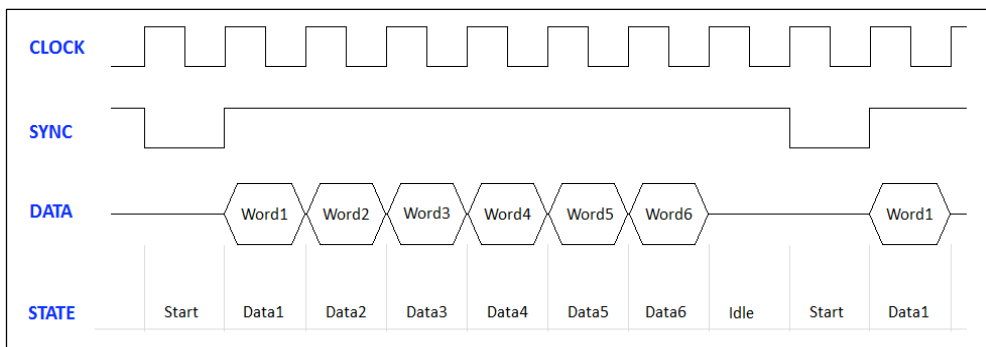 CLOCK
SYNC
DATA Word1 Word2 Word3 Word4 Word5 Word6 Word1
STATE Start Data1 Data2 Data3 Data4 Data5 Data6 Idle Start Data1